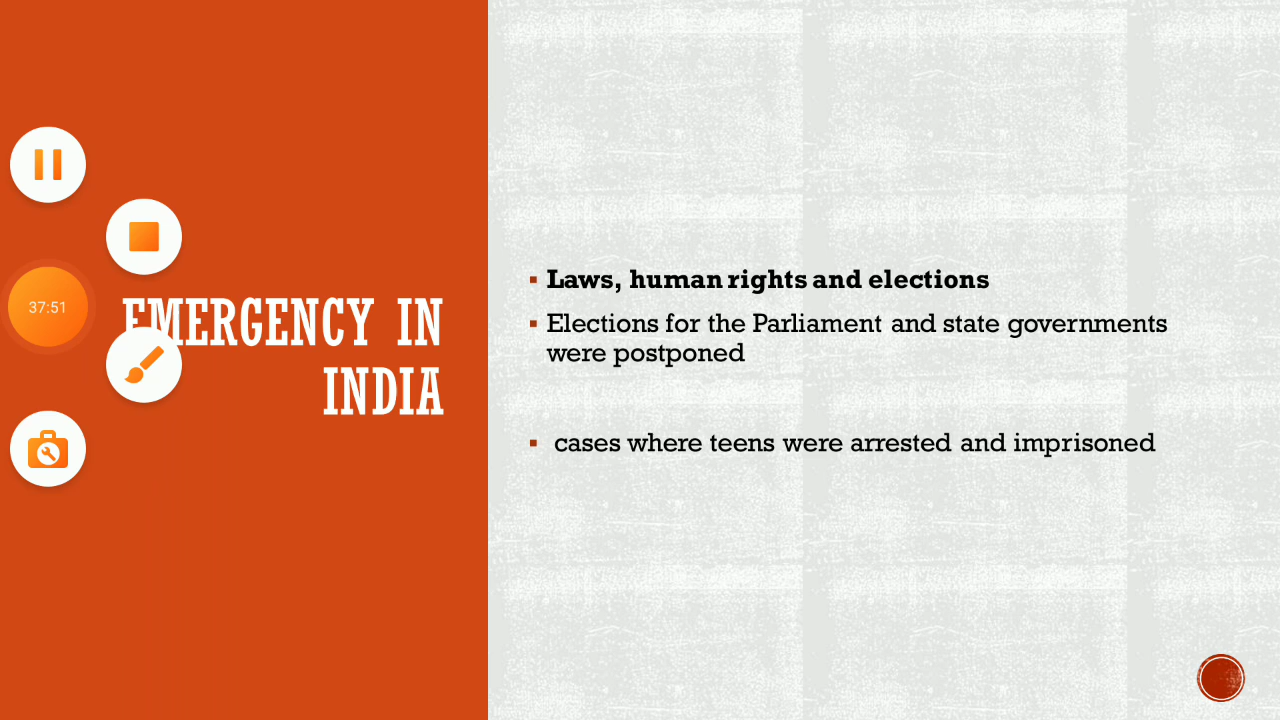 37:51
EMERGENCY IN
INDIA
Laws, human rights and elections
Elections for the Parliament and state governments
were postponed
cases where teens were arrested and imprisoned